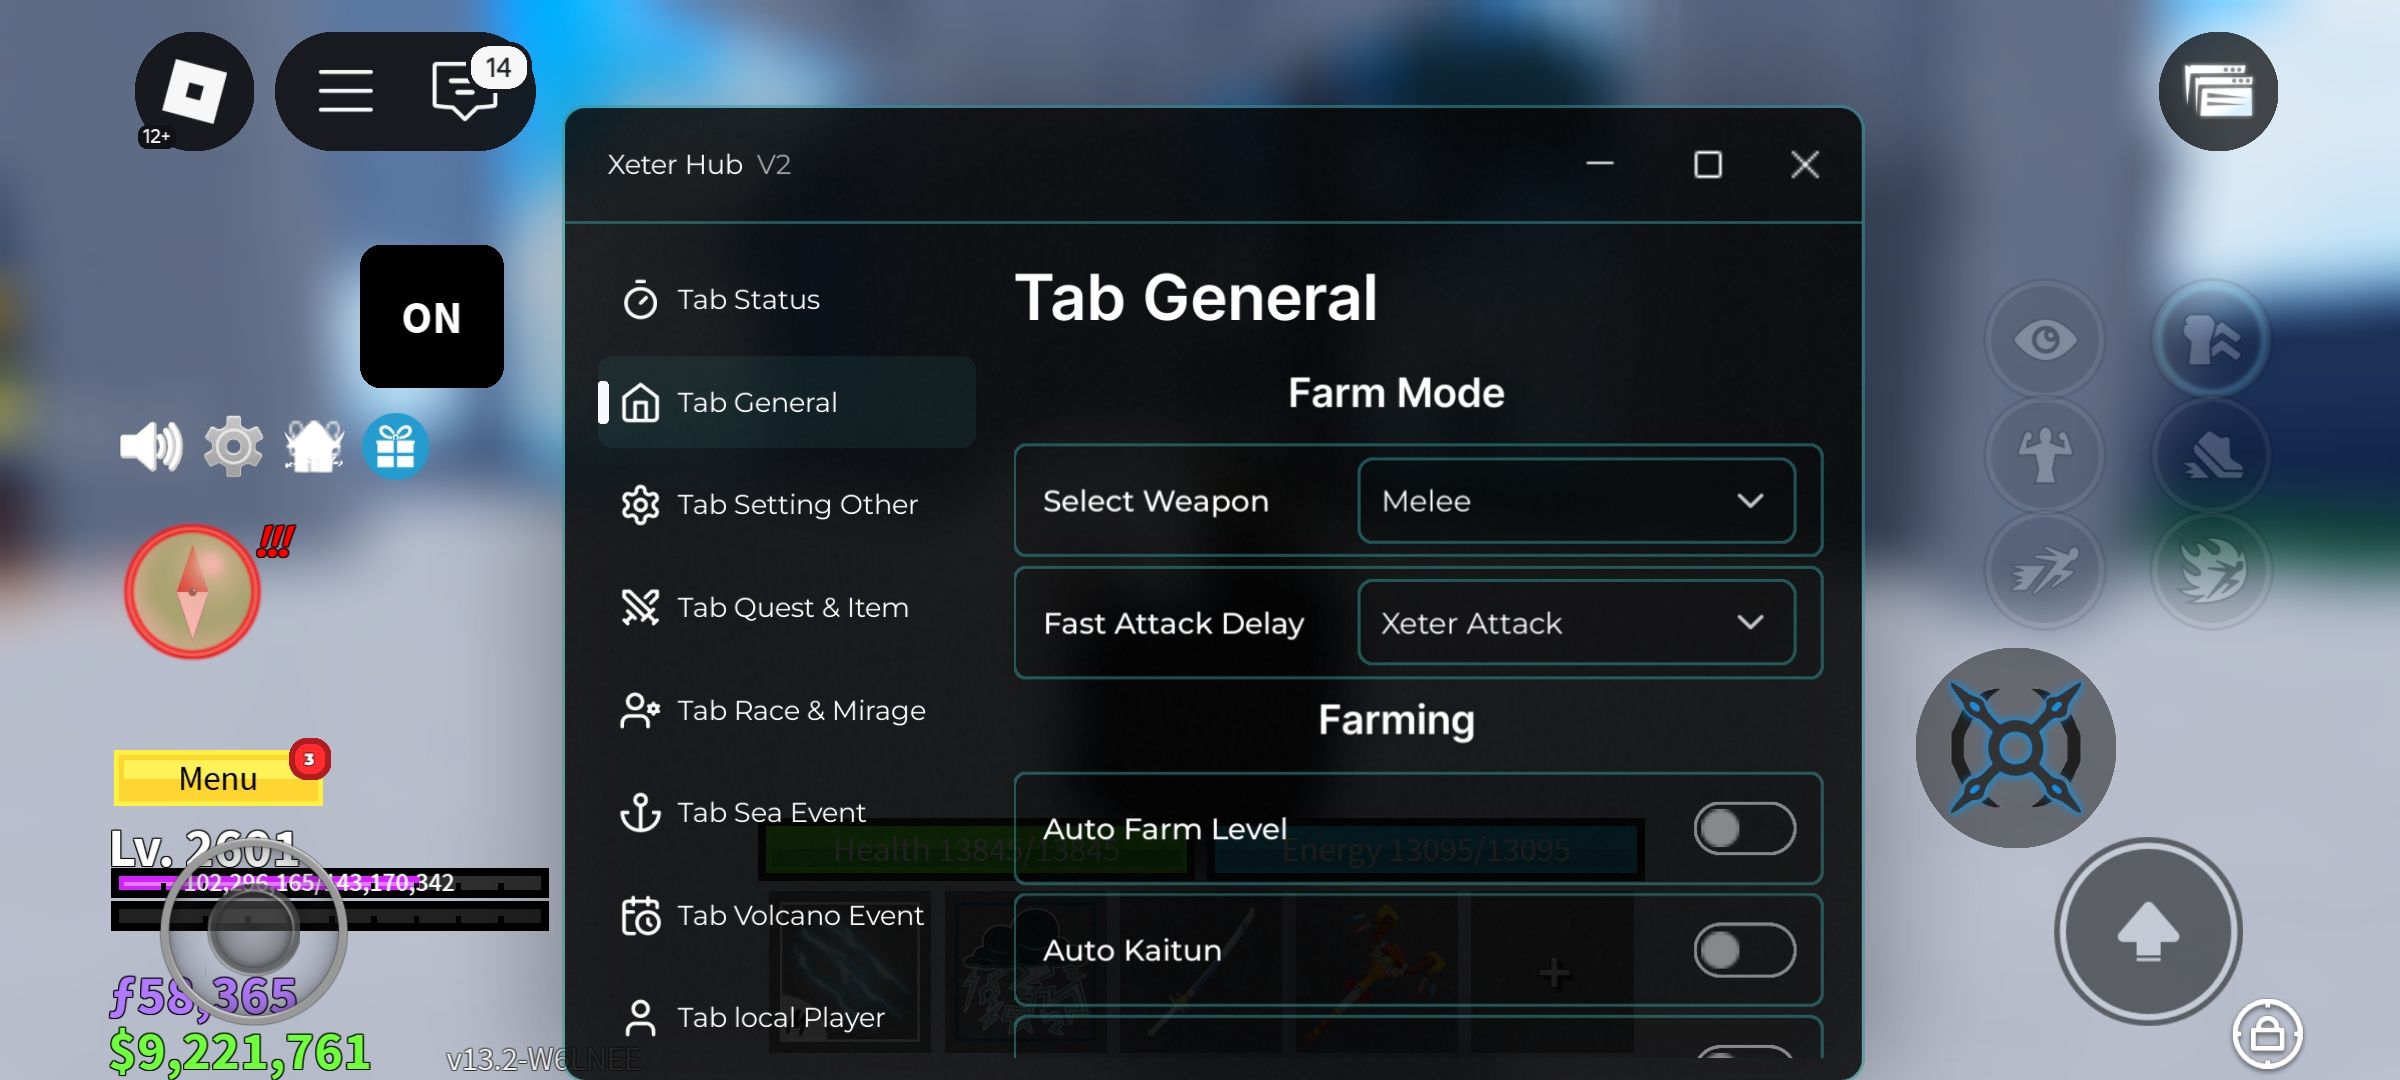 14
12+
Xeter Hub V2
ON
Tab Status
Tab General
Tab Setting Other
Tab Quest & Item
Tab Race & Mirage
Tab Sea Event
Tab Volcano Event
Tab local Player
Tab General
Farm Mode
Select Weapon
Melee
Fast Attack Delay
Xeter Attack
Farming
Auto Farm Level
Auto Kaitun
Health 13845/13845
Energy 13095/13095
!!!
Menu
3
Lv. 2601
102,296,165/143,170,342
ƒ58,365
$9,221,761
v13.2-W6LNEE